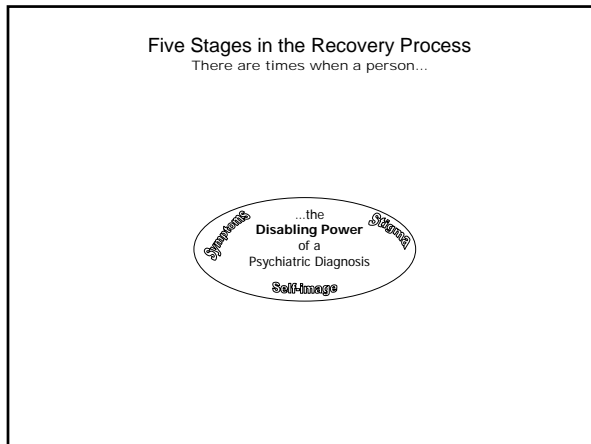 Five Stages in the Recovery Process
There are times when a person...
...the
Symptoms
Stigma
Disabling Power
of a
Psychiatric Diagnosis
Self-image